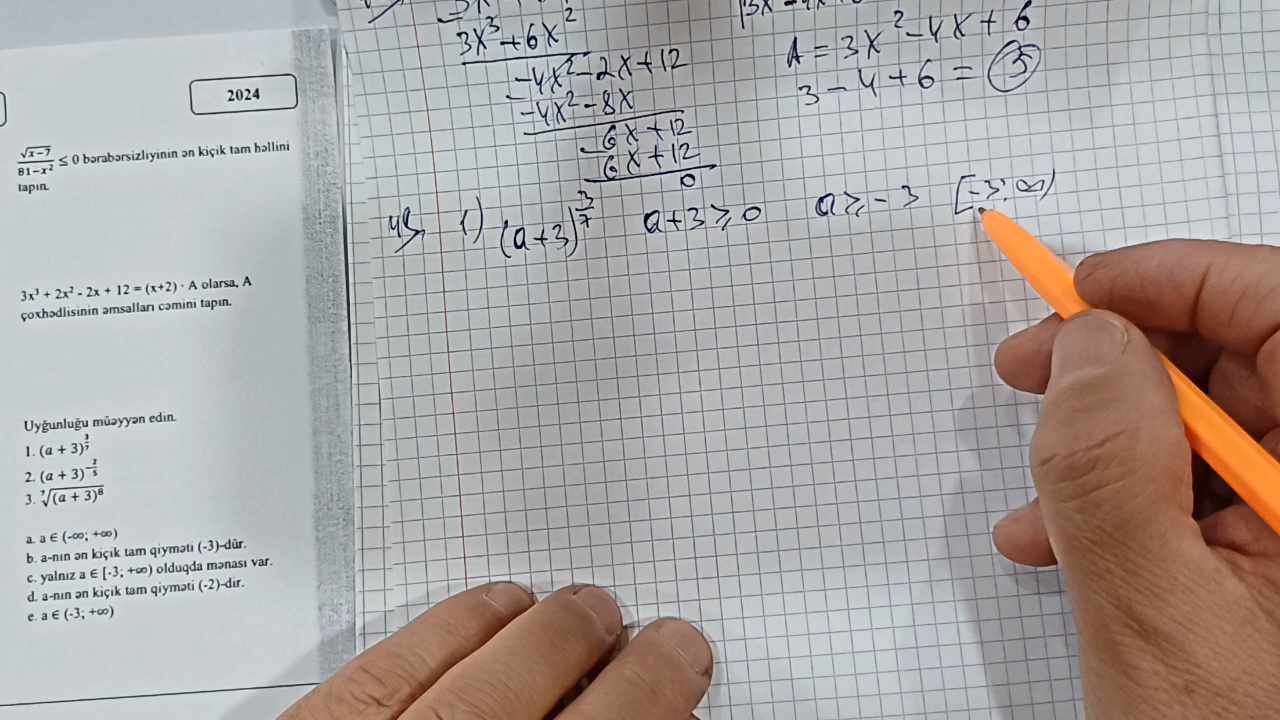 2024
√x−7 / 81−x² ≤ 0 bərabərsizliyinin ən kiçik tam həllini
tapın.
3x³ + 2x² - 2x + 12 = (x+2) · A olarsa, A
çoxhədlisinin əmsalları cəmini tapın.
Uyğunluğu müəyyən edin.
1. (a + 3)^(3/7)
2. (a + 3)^(−2/5)
3. ⁷√(a + 3)⁸
a. a ∈ (-∞; +∞)
b. a-nın ən kiçik tam qiyməti (-3)-dür.
c. yalnız a ∈ [-3; +∞) olduqda mənası var.
d. a-nın ən kiçik tam qiyməti (-2)-dir.
e. a ∈ (-3; +∞)
3x³+6x²
-4x²-2x+12
-4x²-8x
6x+12
6x+12
0
A = 3x²-4x+6
3-4+6 = 5
1) (a+3)^(3/7) a+3≥0 a≥-3 [-3; ∞)